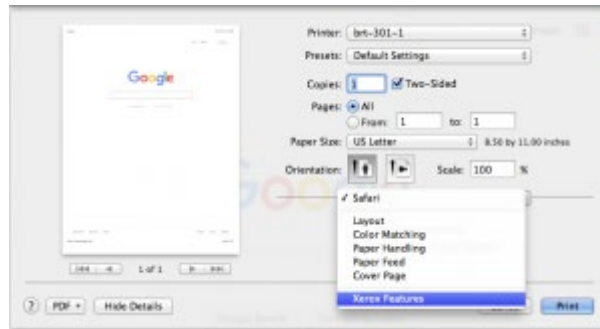 Printer: brt-301-1
Presets: Default Settings
Copies: 1 Two-Sided
Pages: All
From: 1 to: 1
Paper Size: US Letter 8.50 by 11.00 inches
Orientation: Scale: 100 %
Google
✓ Safari
Layout
Color Matching
Paper Handling
Paper Feed
Cover Page
Xerox Features
1 of 1
? PDF Hide Details Print